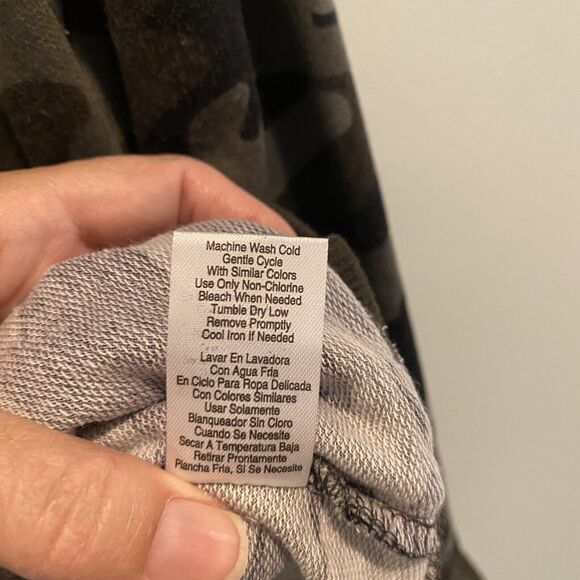 Machine Wash Cold
Gentle Cycle
With Similar Colors
Use Only Non-Chlorine
Bleach When Needed
Tumble Dry Low
Remove Promptly
Cool Iron If Needed
Lavar En Lavadora
Con Agua Fria
En Ciclo Para Ropa Delicada
Con Colores Similares
Usar Solamente
Blanqueador Sin Cloro
Cuando Se Necesite
Secar A Temperatura Baja
Retirar Prontamente
Plancha Fria, Si Se Necesite